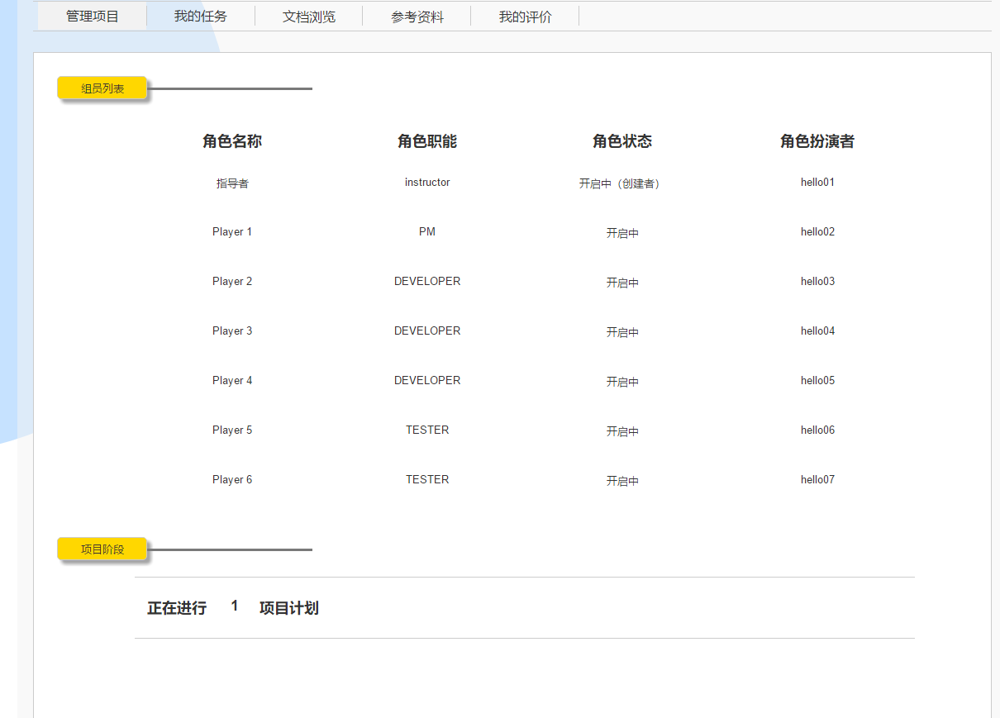 管理项目 我的任务 文档浏览 参考资料 我的评价
组员列表
角色名称 角色职能 角色状态 角色扮演者
指导者 instructor 开启中（创建者） hello01
Player 1 PM 开启中 hello02
Player 2 DEVELOPER 开启中 hello03
Player 3 DEVELOPER 开启中 hello04
Player 4 DEVELOPER 开启中 hello05
Player 5 TESTER 开启中 hello06
Player 6 TESTER 开启中 hello07
项目阶段
正在进行 1 项目计划